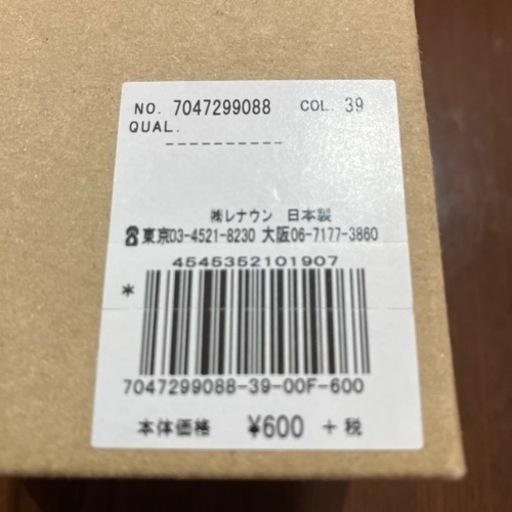 NO. 7047299088 COL. 39
QUAL.
----------
㈱レナウン 日本製
☎東京03-4521-8230 大阪06-7177-3860
4545352101907
*
7047299088-39-00F-600
本体価格 ¥600 +税